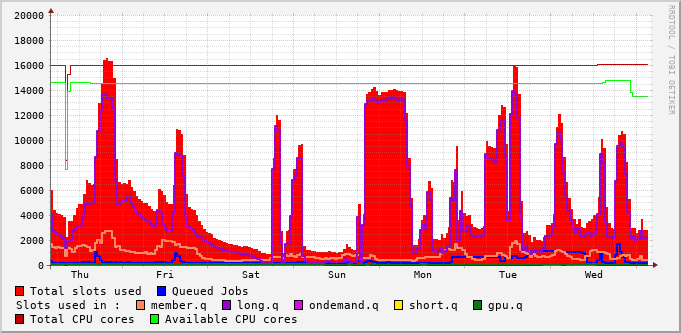 RRDTOOL / TOBI OETIKER
20000
18000
16000
14000
12000
10000
8000
6000
4000
2000
0
Thu Fri Sat Sun Mon Tue Wed
Total slots used Queued Jobs
Slots used in : member.q long.q ondemand.q short.q gpu.q
Total CPU cores Available CPU cores